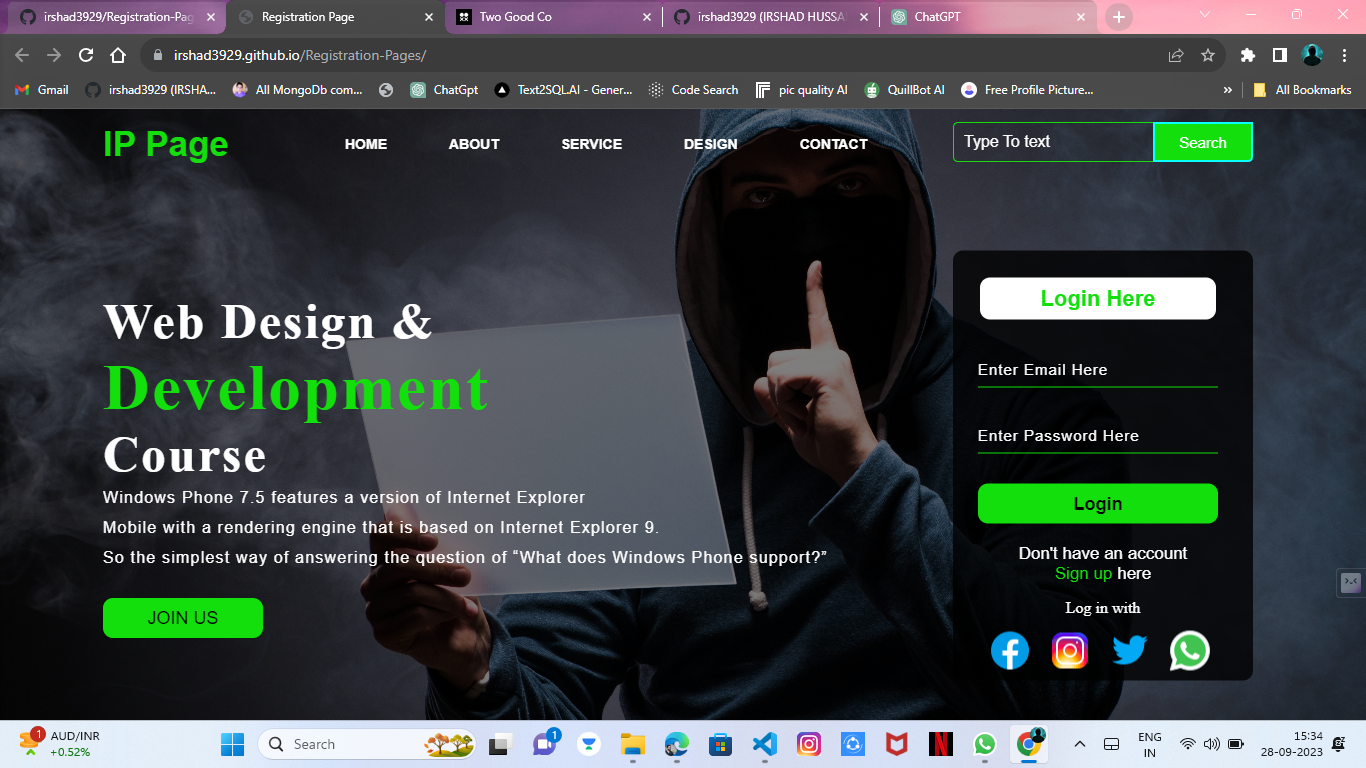 irshad3929/Registration-Pag
Registration Page
Two Good Co
irshad3929 (IRSHAD HUSSA
ChatGPT
irshad3929.github.io/Registration-Pages/
Gmail
irshad3929 (IRSHA...
All MongoDb com...
ChatGpt
Text2SQL.AI - Gener...
Code Search
pic quality AI
QuillBot AI
Free Profile Picture...
»
All Bookmarks
IP Page
HOME
ABOUT
SERVICE
DESIGN
CONTACT
Type To text
Search
Web Design &
Development
Course
Windows Phone 7.5 features a version of Internet Explorer
Mobile with a rendering engine that is based on Internet Explorer 9.
So the simplest way of answering the question of “What does Windows Phone support?”
JOIN US
Login Here
Enter Email Here
Enter Password Here
Login
Don't have an account
Sign up here
Log in with
1
AUD/INR
+0.52%
Search
1
N
ENG
IN
15:34
28-09-2023